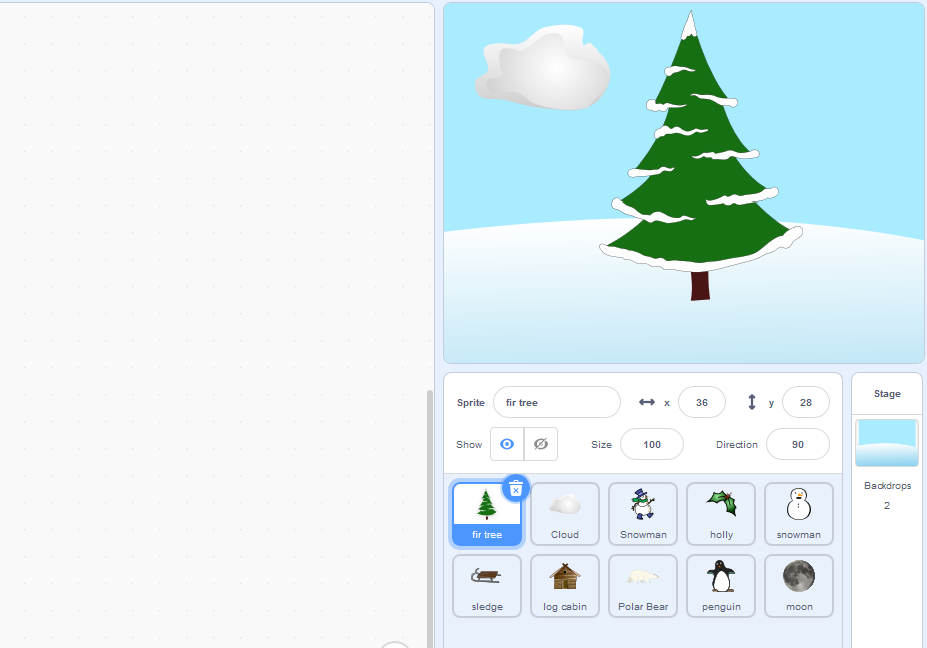 Sprite fir tree x 36 y 28
Show Size 100 Direction 90
fir tree Cloud Snowman holly snowman
sledge log cabin Polar Bear penguin moon
Stage
Backdrops
2